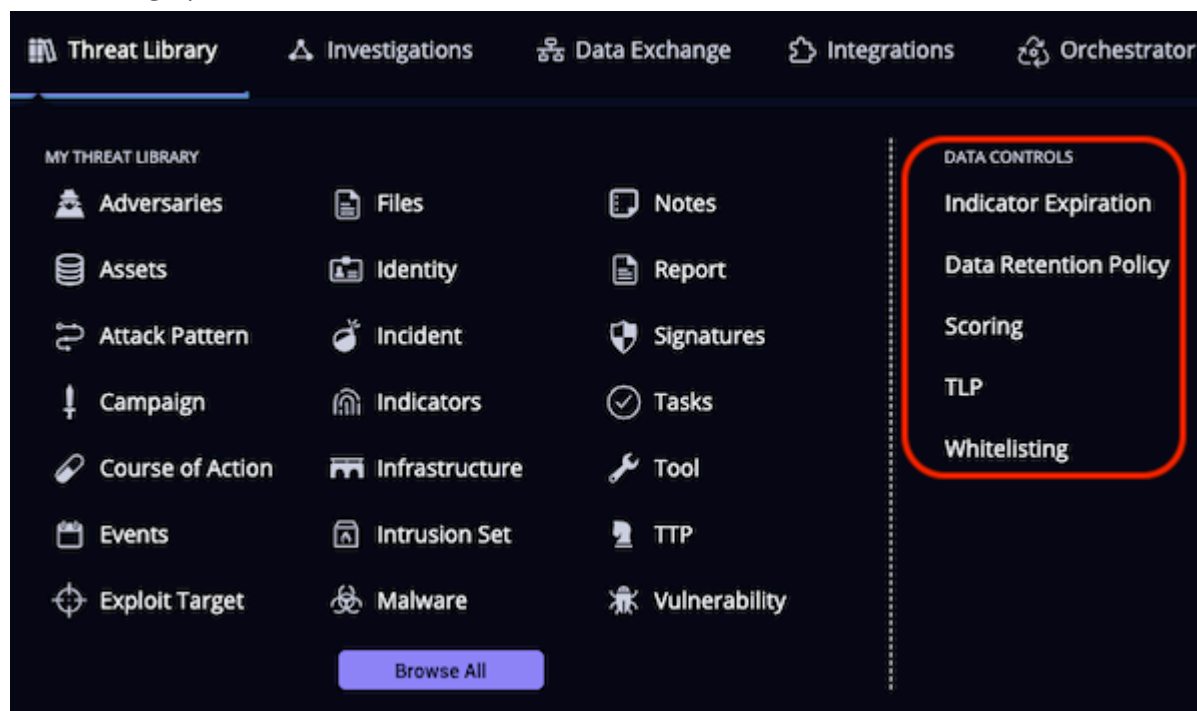 Threat Library Investigations Data Exchange Integrations Orchestrator
MY THREAT LIBRARY
Adversaries Files Notes
Assets Identity Report
Attack Pattern Incident Signatures
Campaign Indicators Tasks
Course of Action Infrastructure Tool
Events Intrusion Set TTP
Exploit Target Malware Vulnerability
Browse All
DATA CONTROLS
Indicator Expiration
Data Retention Policy
Scoring
TLP
Whitelisting